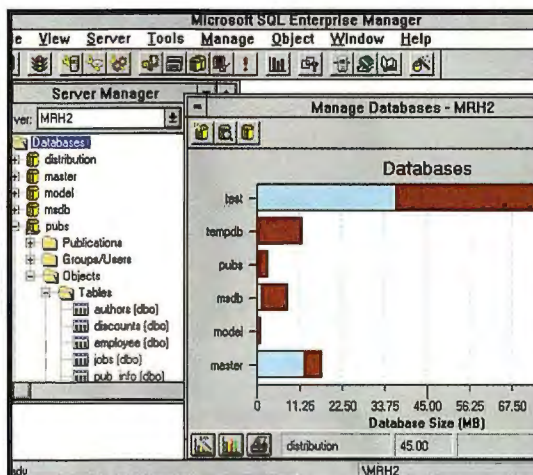 Microsoft SQL Enterprise Manager
View Server Tools Manage Object Window Help
Server Manager
ver: MRH2
Databases
distribution
master
model
msdb
pubs
Publications
Groups/Users
Objects
Tables
authors (dbo)
discounts (dbo)
employee (dbo)
jobs (dbo)
pub_info (dbo)
Manage Databases - MRH2
Databases
test
tempdb
pubs
msdb
model
master
0 11.25 22.50 33.75 45.00 56.25 67.50
Database Size (MB)
distribution 45.00
\MRH2